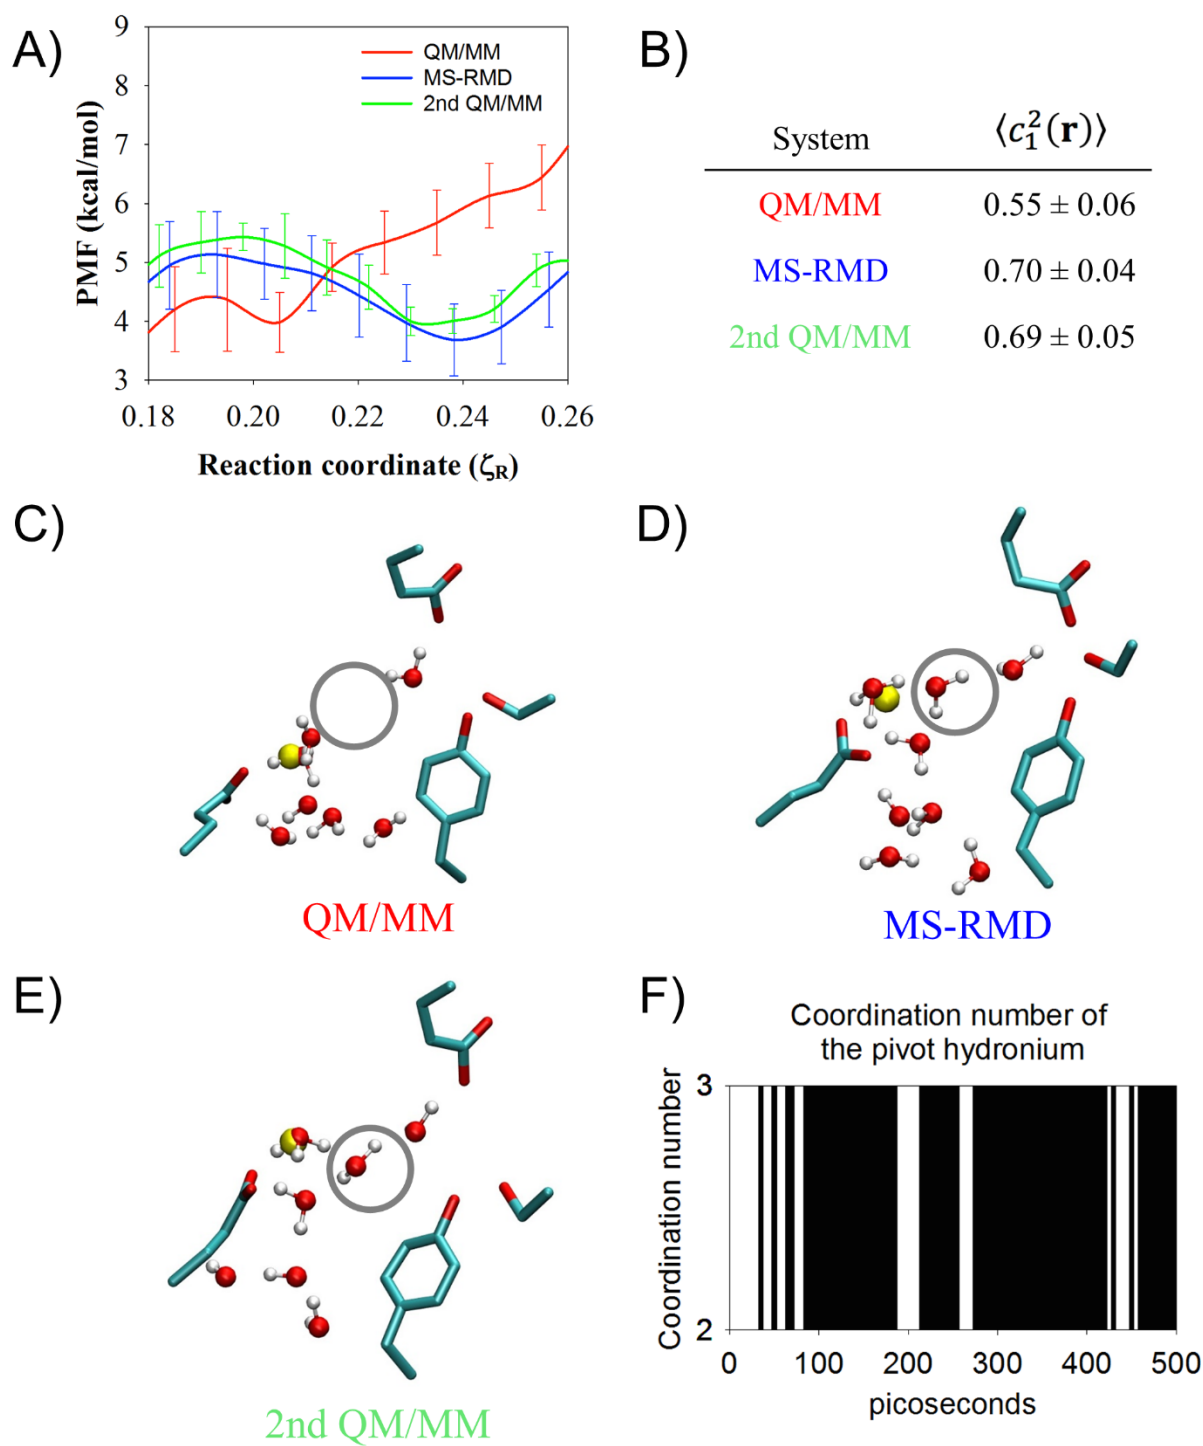 A)
9
8
7
6
5
4
3
PMF (kcal/mol)
QM/MM
MS-RMD
2nd QM/MM
0.18 0.20 0.22 0.24 0.26
Reaction coordinate (ζR)
B)
System ⟨c₁²(r)⟩
QM/MM 0.55 ± 0.06
MS-RMD 0.70 ± 0.04
2nd QM/MM 0.69 ± 0.05
C)
QM/MM
D)
MS-RMD
E)
2nd QM/MM
F)
Coordination number of
the pivot hydronium
3
2
Coordination number
0 100 200 300 400 500
picoseconds